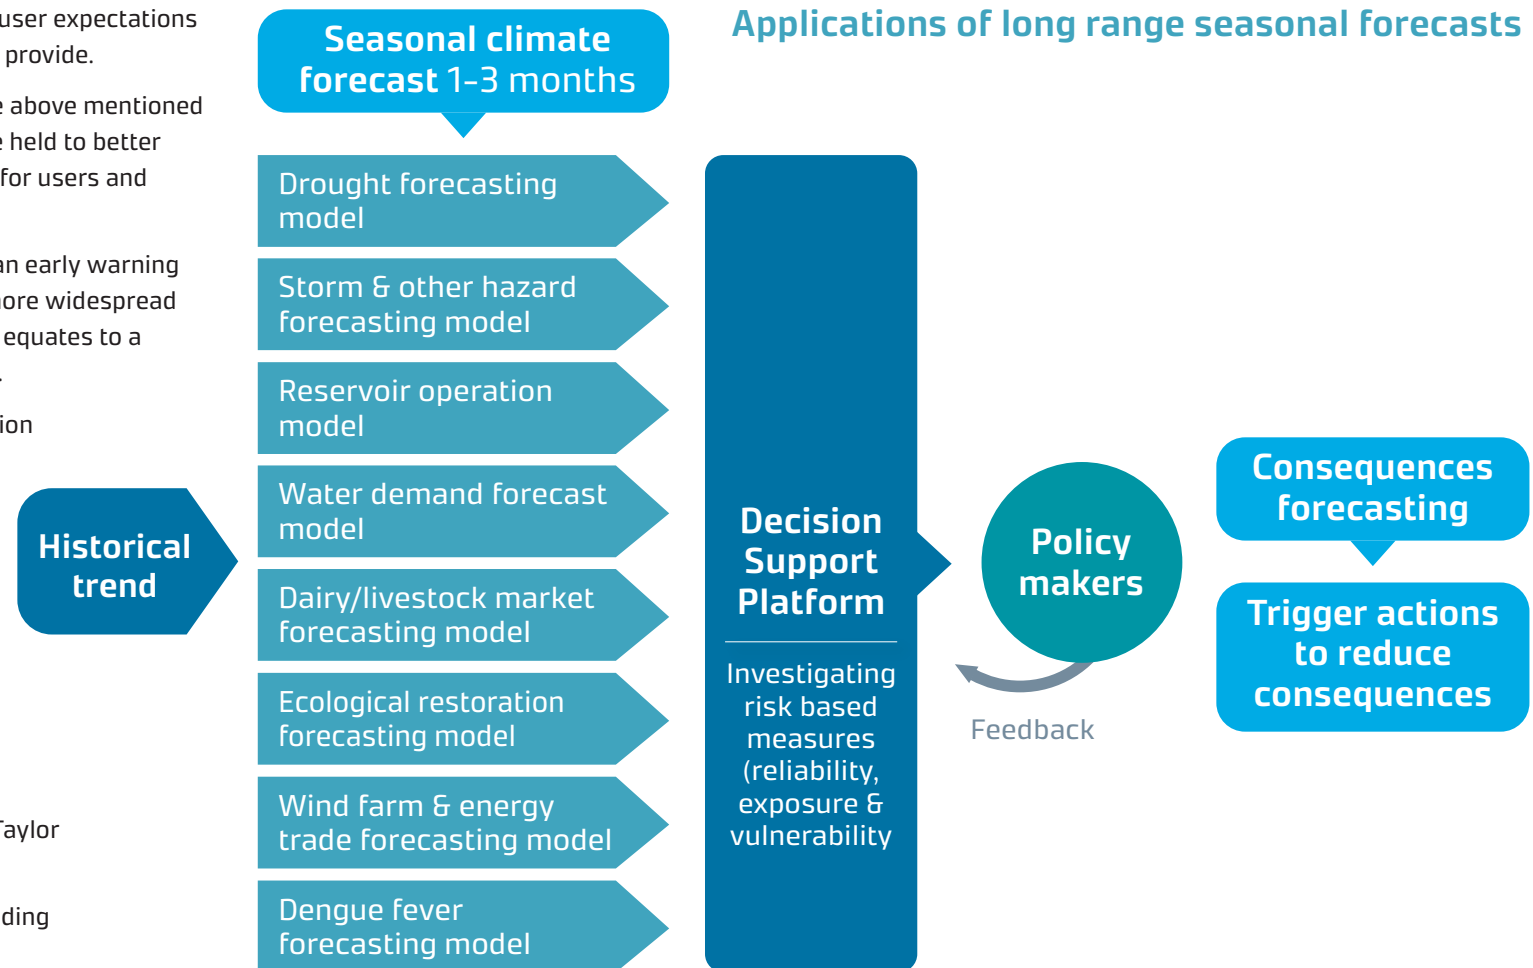 user expectations
provide.
above mentioned
held to better
for users and
an early warning
more widespread
equates to a
Taylor
Applications of long range seasonal forecasts
Seasonal climate
forecast 1-3 months
Historical
trend
Drought forecasting
model
Storm & other hazard
forecasting model
Reservoir operation
model
Water demand forecast
model
Dairy/livestock market
forecasting model
Ecological restoration
forecasting model
Wind farm & energy
trade forecasting model
Dengue fever
forecasting model
Decision
Support
Platform
Investigating
risk based
measures
(reliability,
exposure &
vulnerability
Policy
makers
Feedback
Consequences
forecasting
Trigger actions
to reduce
consequences